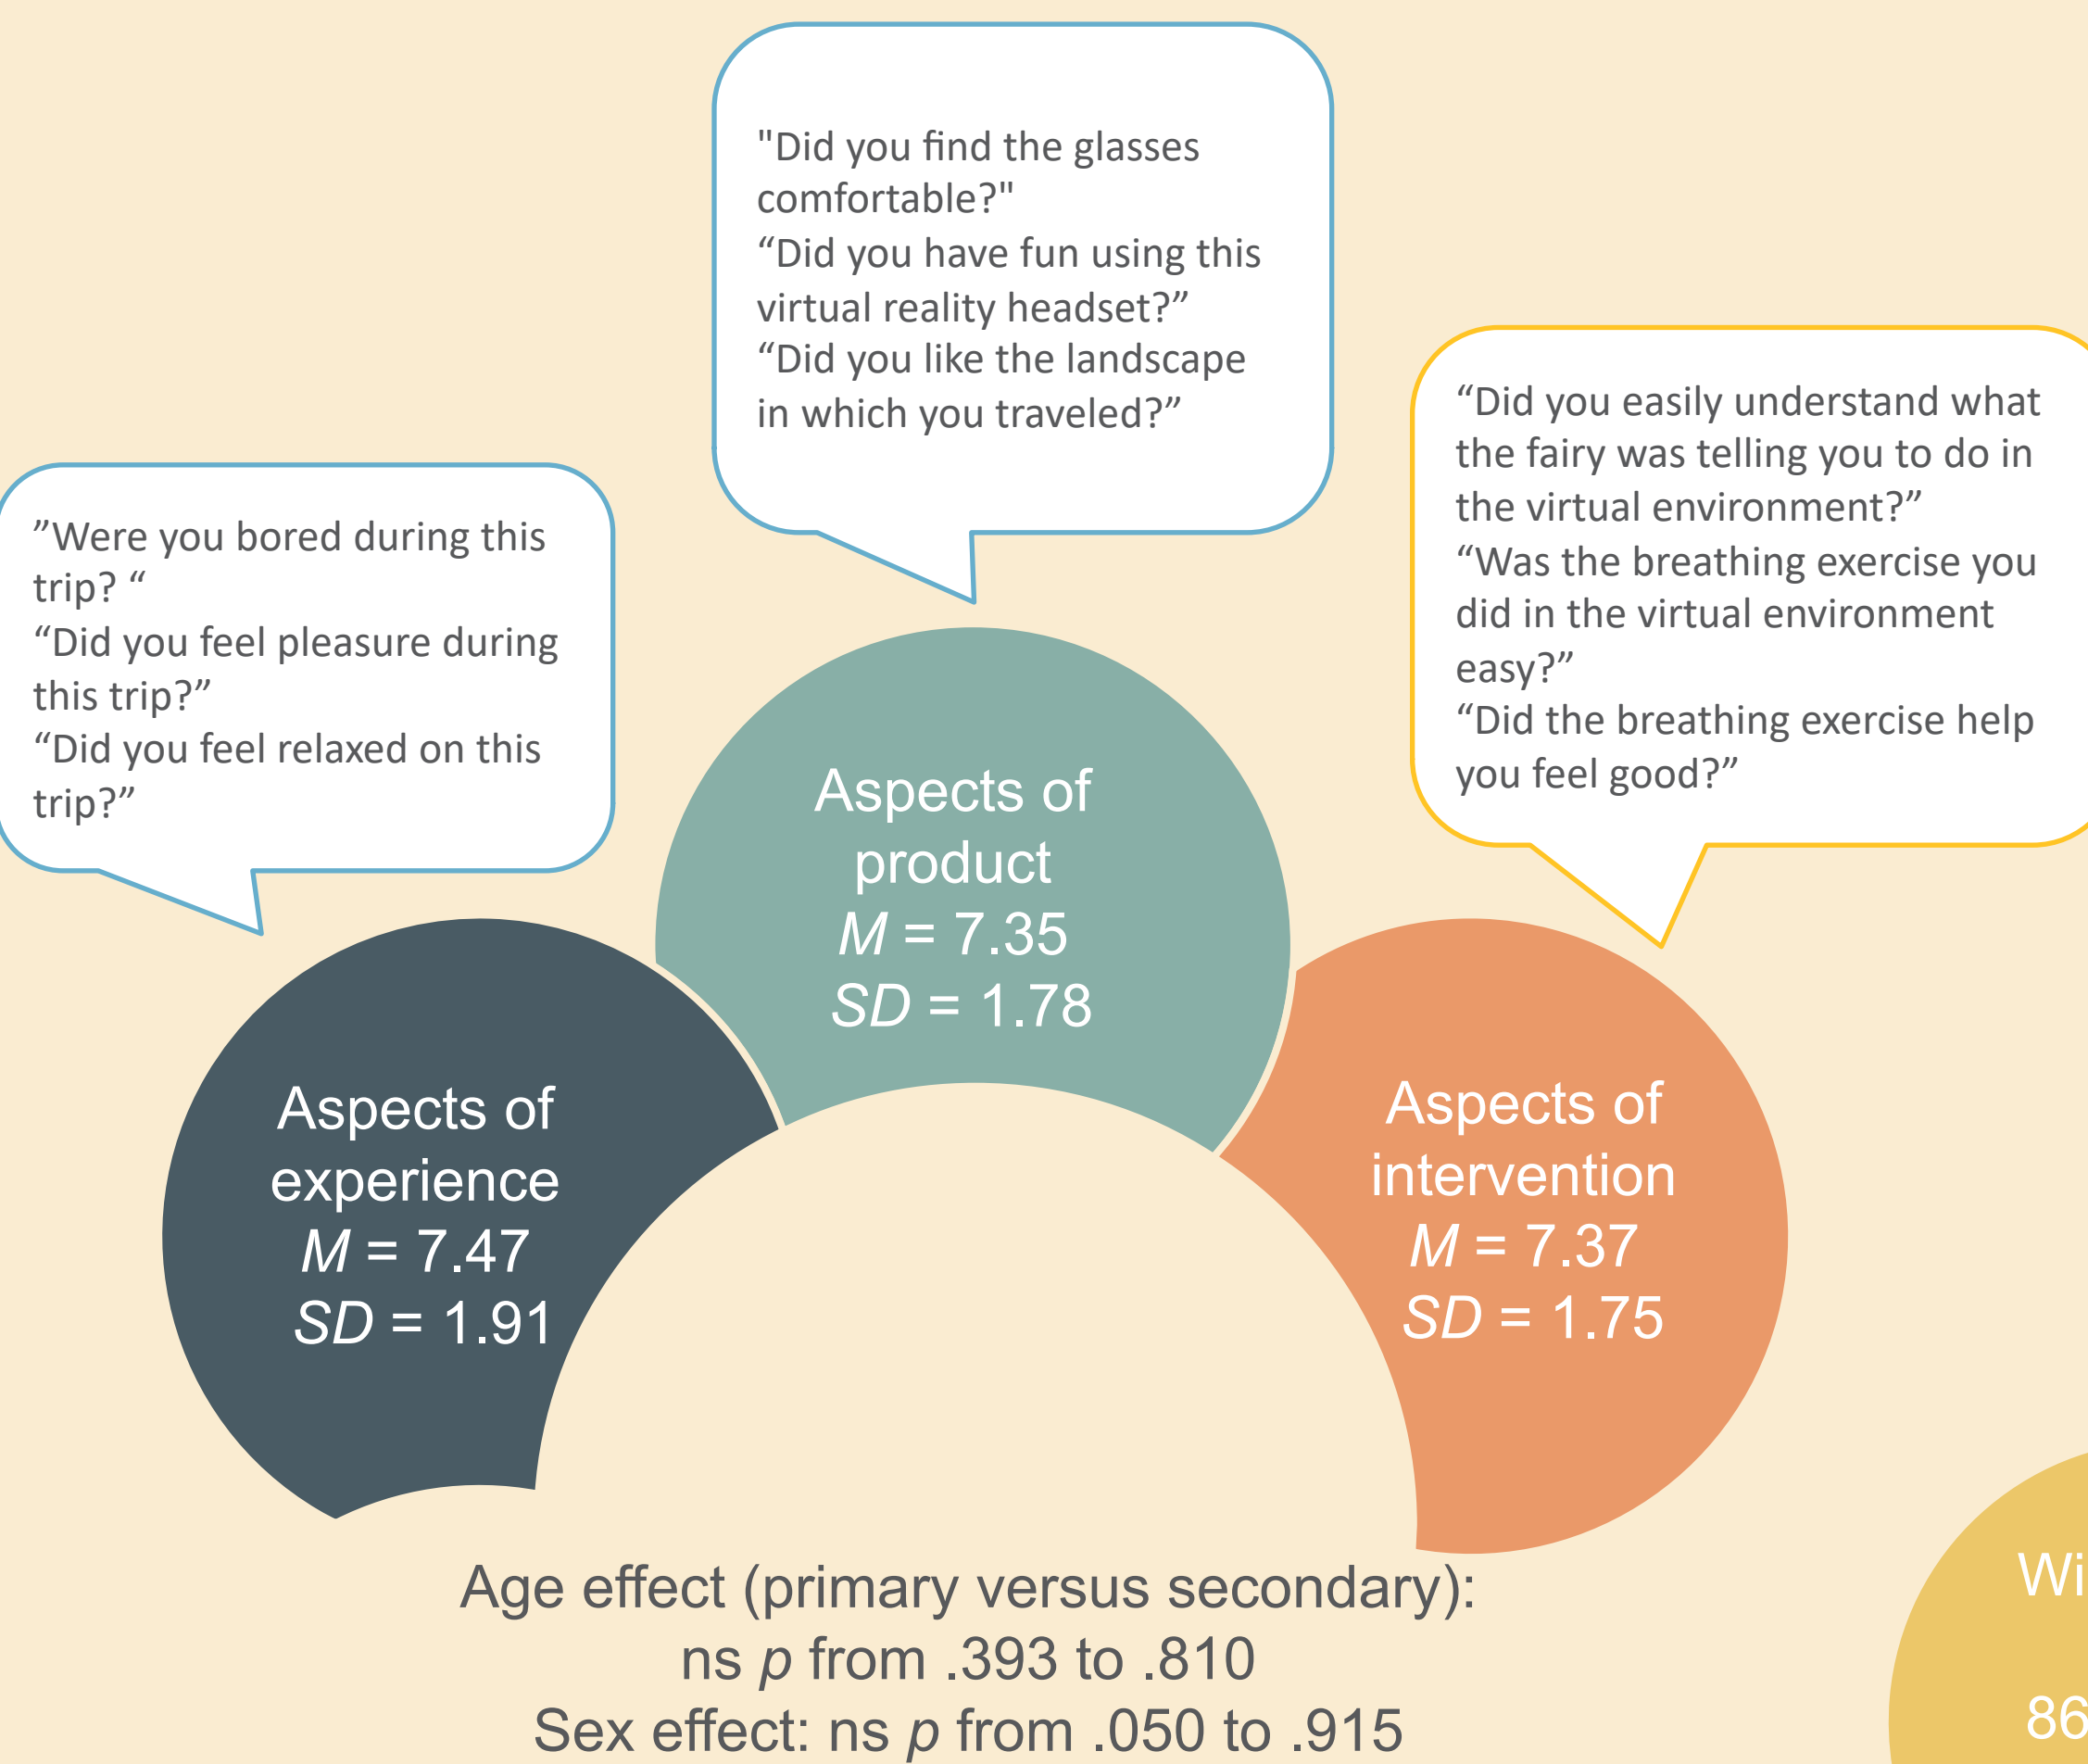 "Did you find the glasses
comfortable?"
“Did you have fun using this
virtual reality headset?”
“Did you like the landscape
in which you traveled?”
“Did you easily understand what
the fairy was telling you to do in
the virtual environment?”
“Was the breathing exercise you
did in the virtual environment
easy?”
“Did the breathing exercise help
you feel good?”
”Were you bored during this
trip? “
“Did you feel pleasure during
this trip?”
“Did you feel relaxed on this
trip?”
Aspects of
product
M = 7.35
SD = 1.78
Aspects of
experience
M = 7.47
SD = 1.91
Aspects of
intervention
M = 7.37
SD = 1.75
Age effect (primary versus secondary):
ns p from .393 to .810
Sex effect: ns p from .050 to .915
86